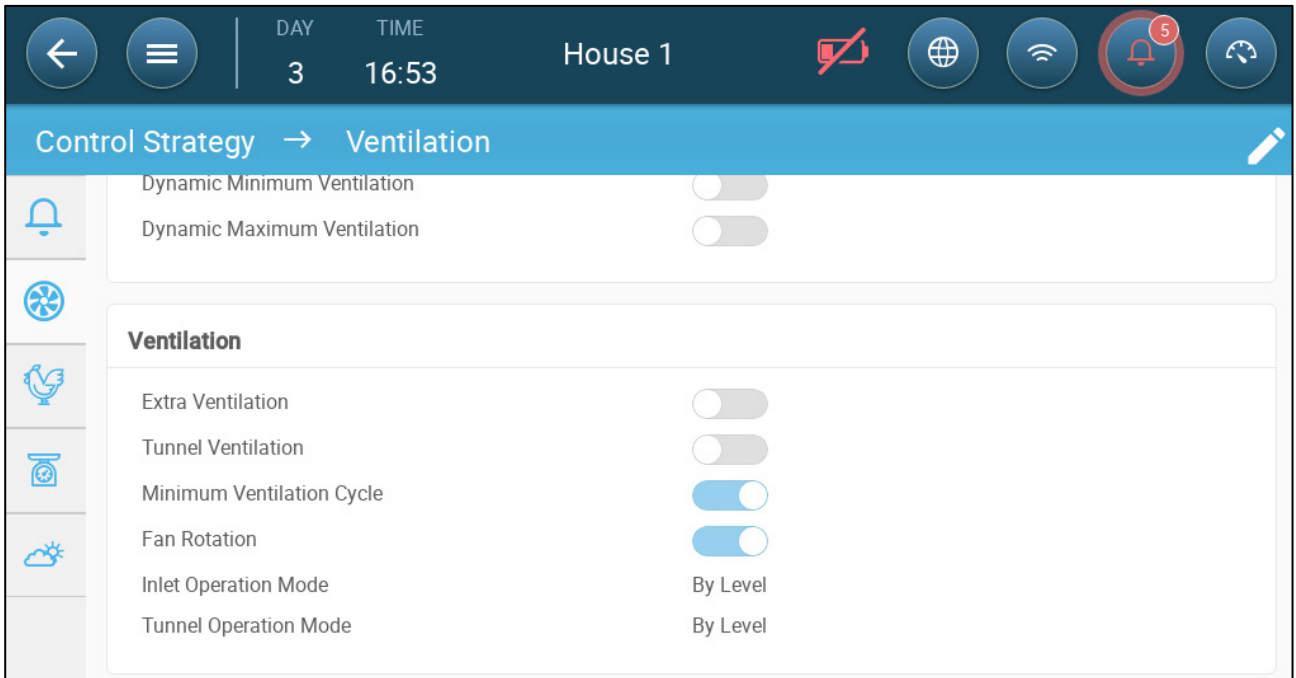 DAY TIME
3 16:53
House 1
5
Control Strategy → Ventilation
Dynamic Minimum Ventilation
Dynamic Maximum Ventilation
Ventilation
Extra Ventilation
Tunnel Ventilation
Minimum Ventilation Cycle
Fan Rotation
Inlet Operation Mode By Level
Tunnel Operation Mode By Level